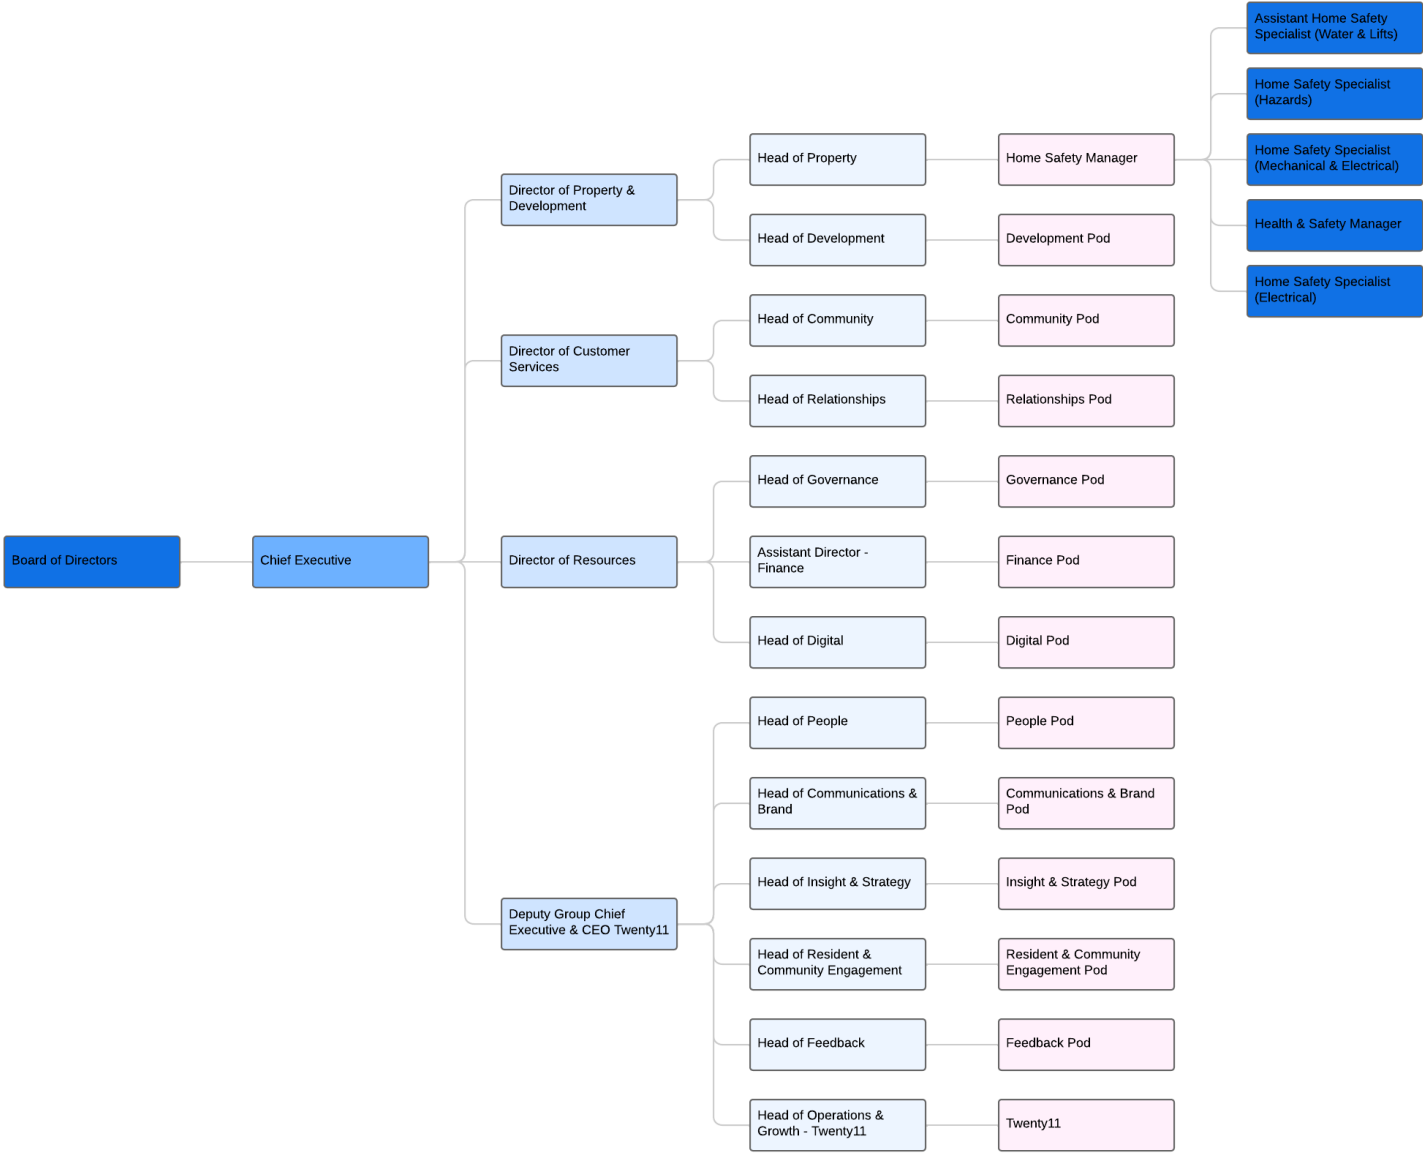 Board of Directors
Chief Executive
Director of Property &
Development
Head of Property
Home Safety Manager
Assistant Home Safety
Specialist (Water & Lifts)
Home Safety Specialist
(Hazards)
Home Safety Specialist
(Mechanical & Electrical)
Health & Safety Manager
Home Safety Specialist
(Electrical)
Head of Development
Development Pod
Director of Customer
Services
Head of Community
Community Pod
Head of Relationships
Relationships Pod
Director of Resources
Head of Governance
Governance Pod
Assistant Director -
Finance
Finance Pod
Head of Digital
Digital Pod
Deputy Group Chief
Executive & CEO Twenty11
Head of People
People Pod
Head of Communications &
Brand
Communications & Brand
Pod
Head of Insight & Strategy
Insight & Strategy Pod
Head of Resident &
Community Engagement
Resident & Community
Engagement Pod
Head of Feedback
Feedback Pod
Head of Operations &
Growth - Twenty11
Twenty11